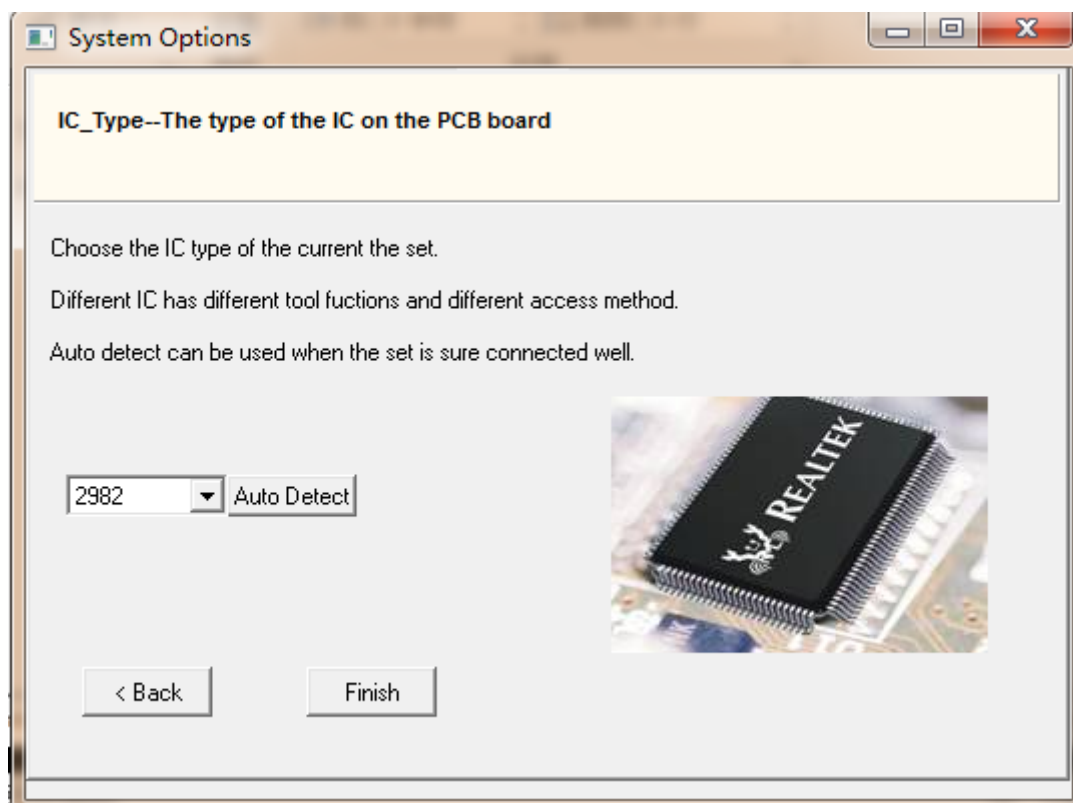 System Options
IC_Type--The type of the IC on the PCB board
Choose the IC type of the current the set.
Different IC has different tool fuctions and different access method.
Auto detect can be used when the set is sure connected well.
REALTEK
2982
Auto Detect
< Back
Finish